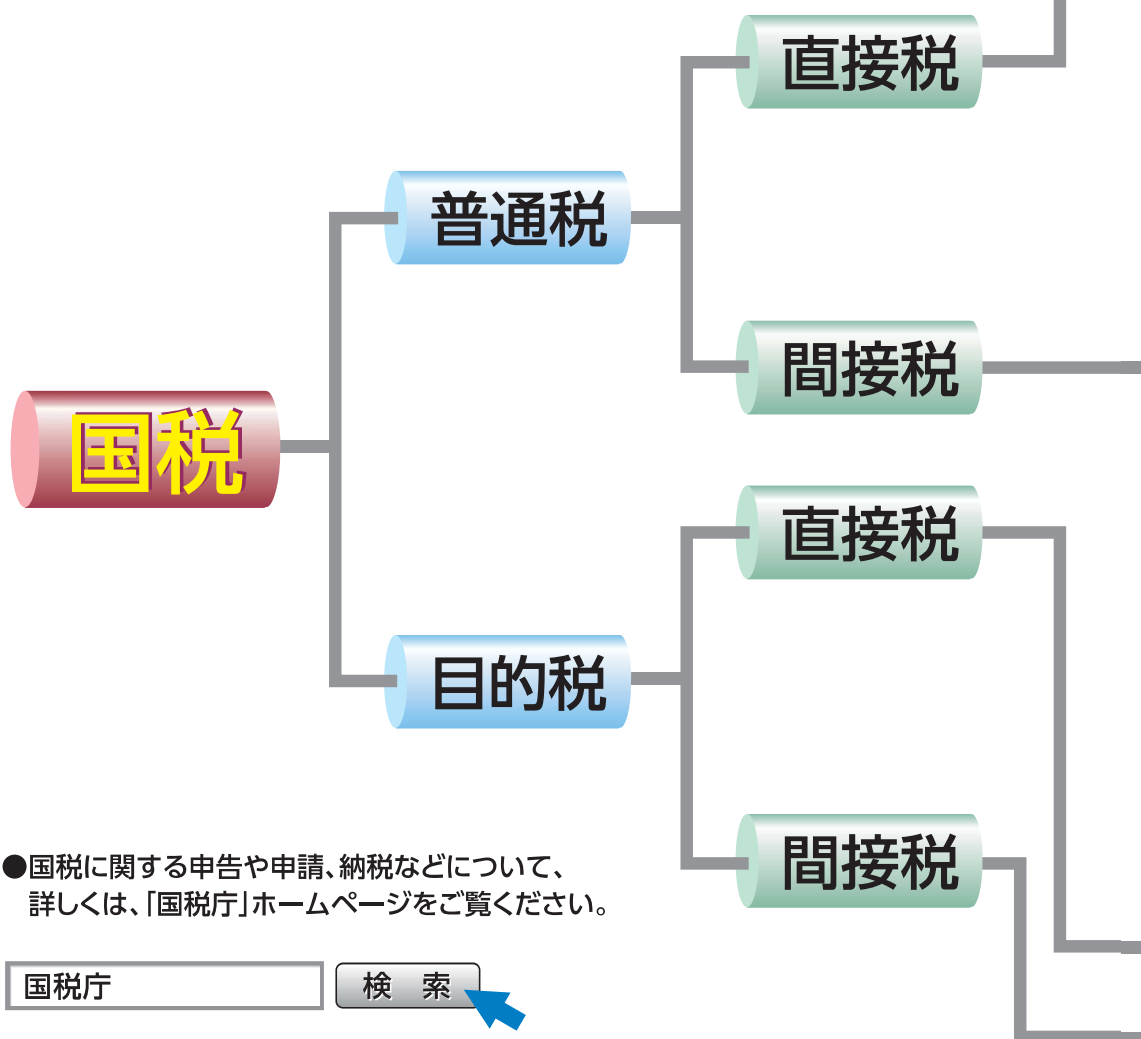 国税
普通税
直接税
間接税
目的税
直接税
間接税
●国税に関する申告や申請、納税などについて、
詳しくは、「国税庁」ホームページをご覧ください。
国税庁
検 索